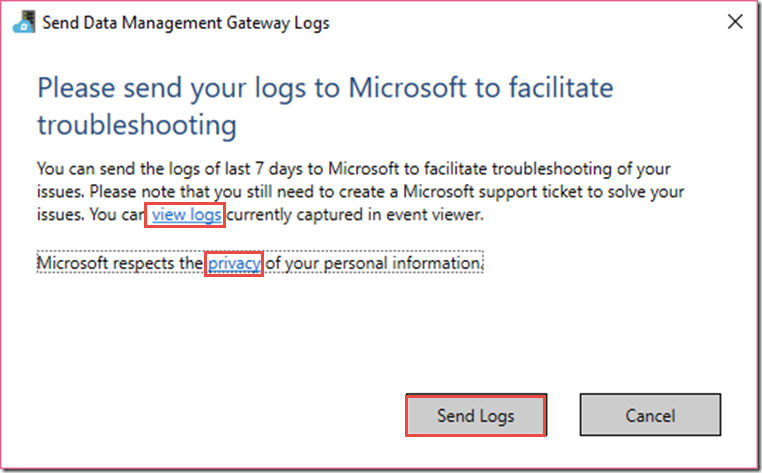 Send Data Management Gateway Logs
Please send your logs to Microsoft to facilitate
troubleshooting
You can send the logs of last 7 days to Microsoft to facilitate troubleshooting of your
issues. Please note that you still need to create a Microsoft support ticket to solve your
issues. You can view logs currently captured in event viewer.
Microsoft respects the privacy of your personal information.
Send Logs
Cancel